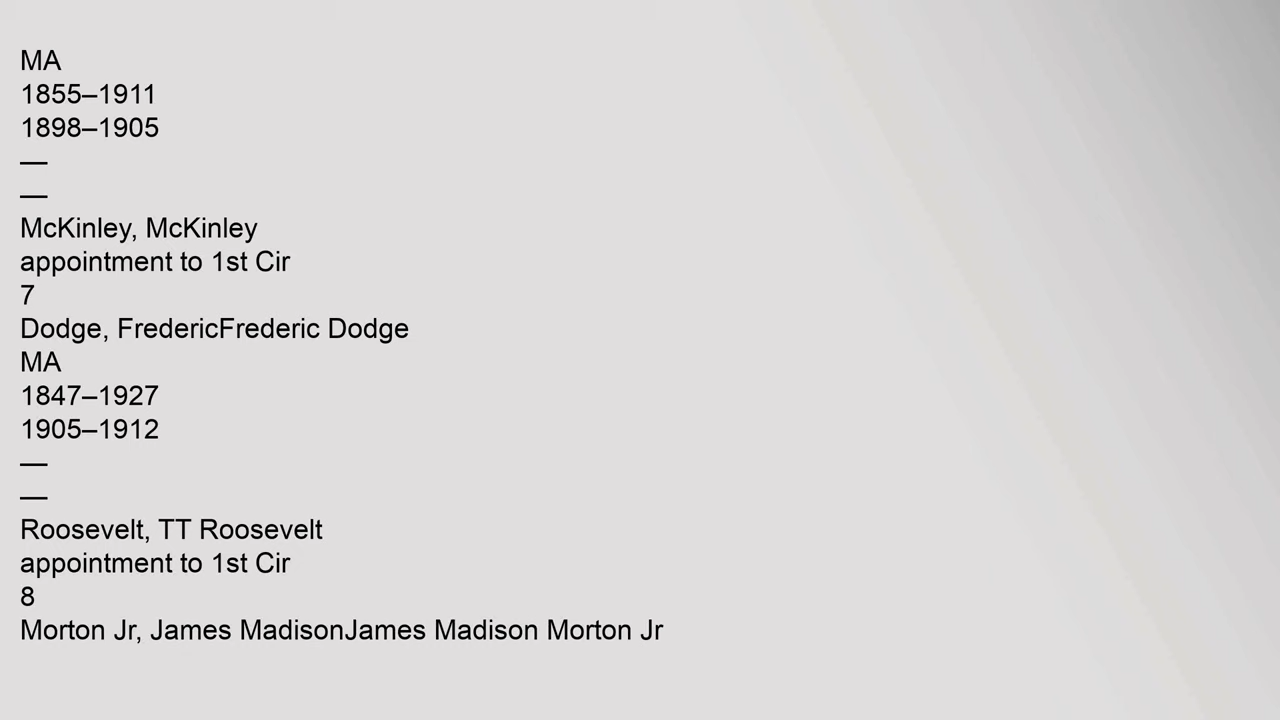 MA
1855–1911
1898–1905
—
—
McKinley, McKinley
appointment to 1st Cir
7
Dodge, FredericFrederic Dodge
MA
1847–1927
1905–1912
—
—
Roosevelt, TT Roosevelt
appointment to 1st Cir
8
Morton Jr, James MadisonJames Madison Morton Jr